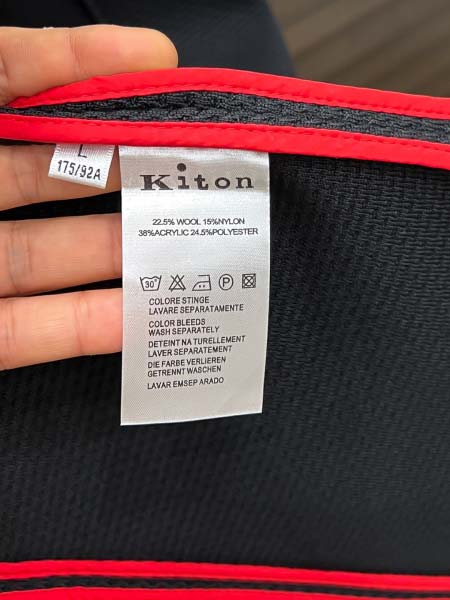 L
175/92A
Kiton
22.5% WOOL 15%NYLON
38%ACRYLIC 24.5%POLYESTER
30°
P
COLORE STINGE
LAVARE SEPARATAMENTE
COLOR BLEEDS
WASH SEPARATELY
DETEINT NA TURELLEMENT
LAVER SEPARATEMENT
DIE FARBE VERLIEREN
GETRENNT WASCHEN
LAVAR EMSEP ARADO